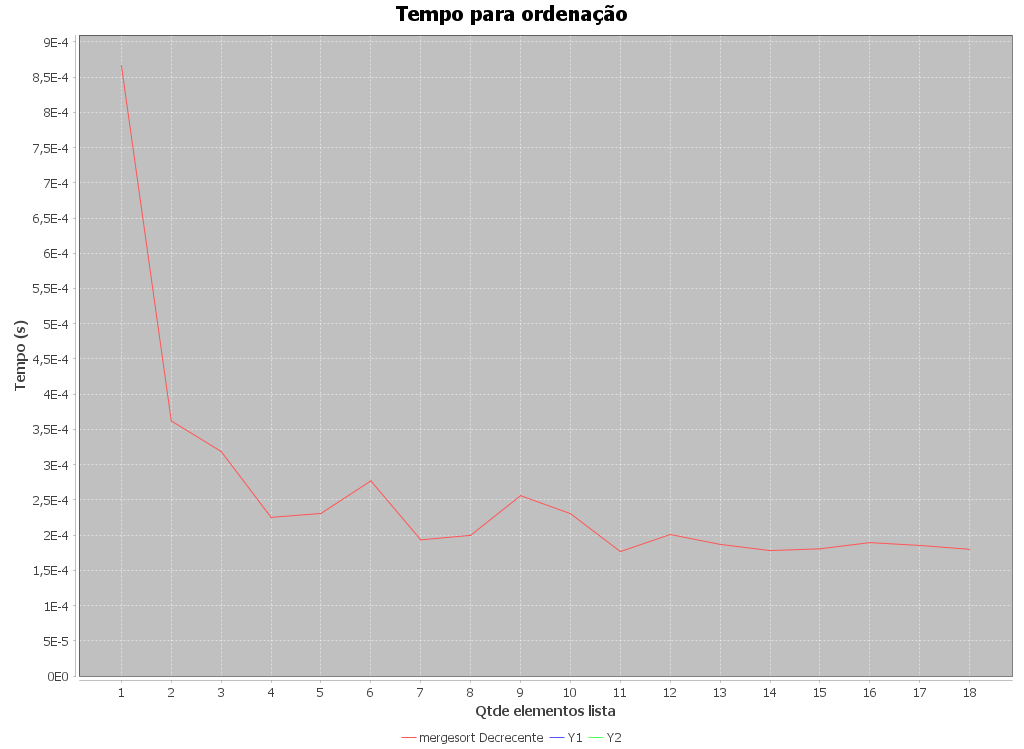 Tempo para ordenação
9E-4
8,5E-4
8E-4
7,5E-4
7E-4
6,5E-4
6E-4
5,5E-4
5E-4
4,5E-4
4E-4
3,5E-4
3E-4
2,5E-4
2E-4
1,5E-4
1E-4
5E-5
0E0
Tempo (s)
1 2 3 4 5 6 7 8 9 10 11 12 13 14 15 16 17 18
Qtde elementos lista
mergesort Decrecente Y1 Y2